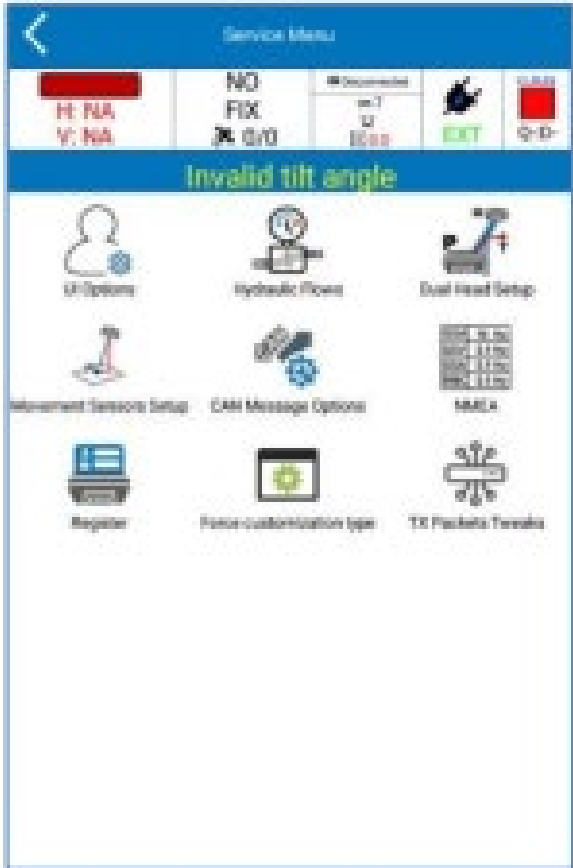 Service Menu
H: NA
V: NA
NO
FIX
0/0
Disconnected
EXT
Invalid tilt angle
UI Options
Hydraulic Flows
Dual Head Setup
Movement Sensors Setup
CAN Message Options
NMEA
Register
Force customization type
TX Packets Tweaks